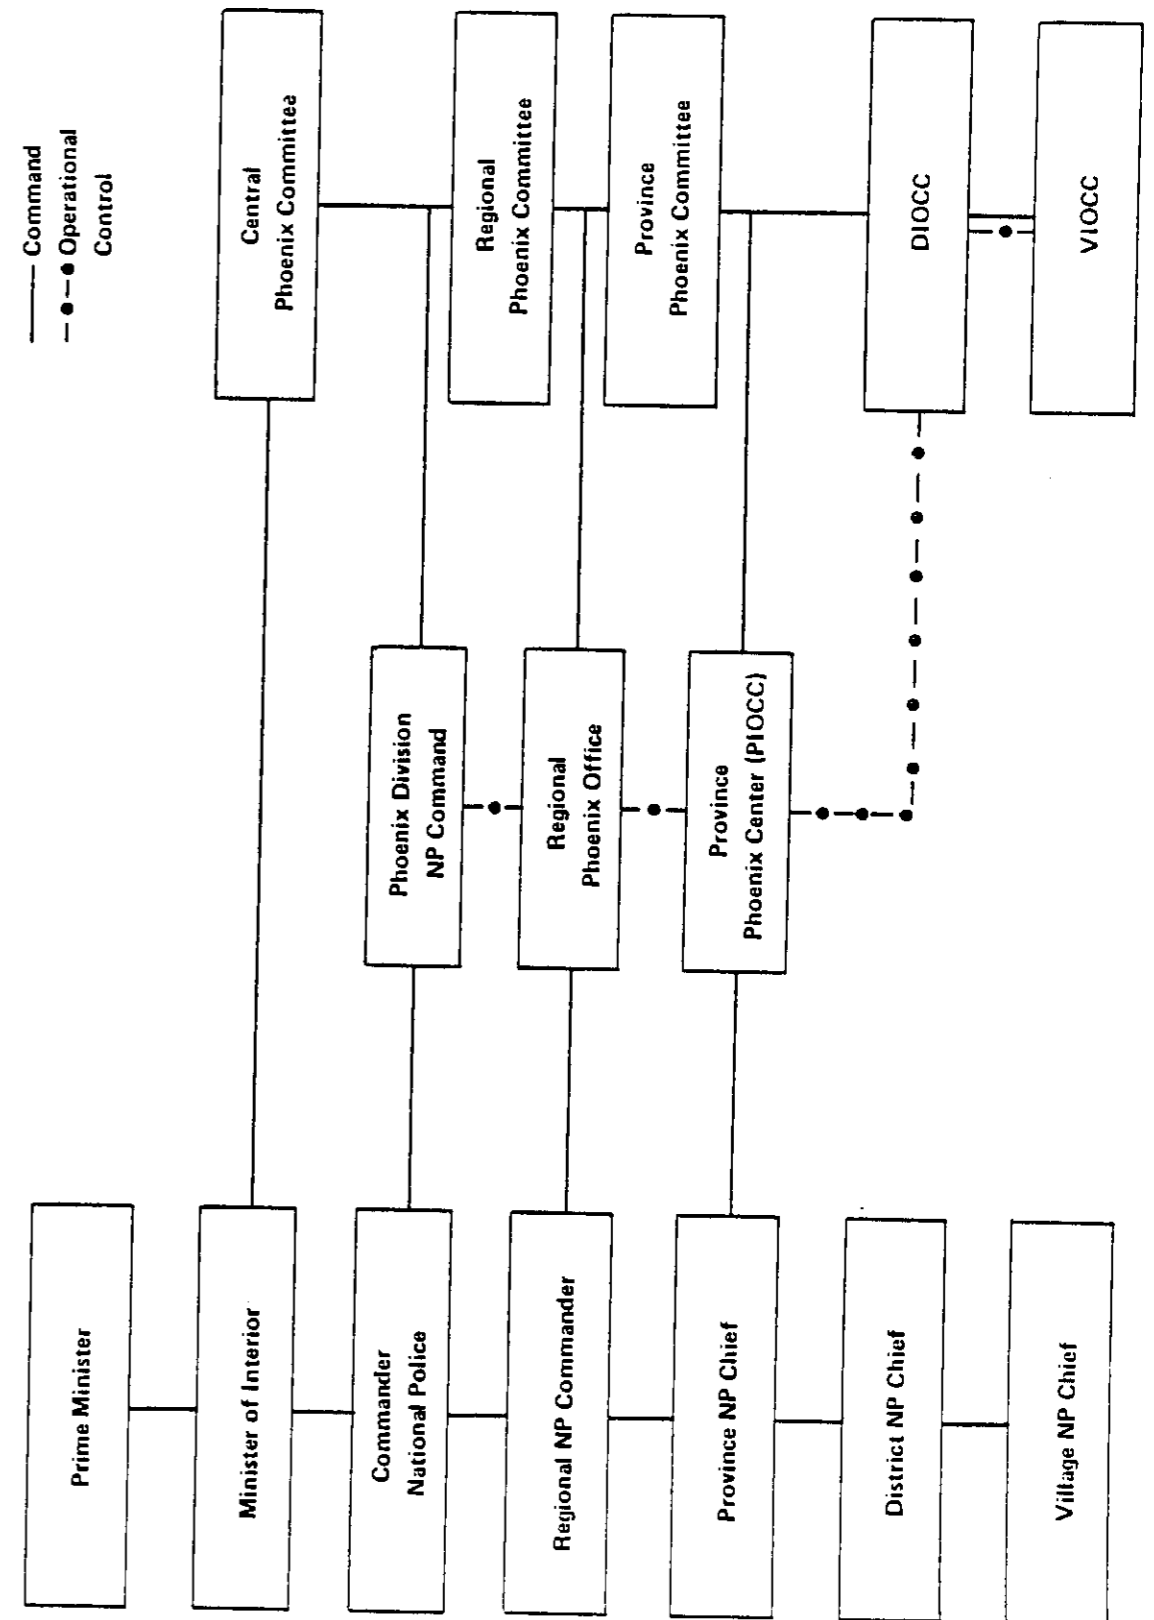 Command
Operational
Control
Prime Minister
Minister of Interior
Commander
National Police
Regional NP Commander
Province NP Chief
District NP Chief
Village NP Chief
Phoenix Division
NP Command
Regional
Phoenix Office
Province
Phoenix Center (PIOCC)
Central
Phoenix Committee
Regional
Phoenix Committee
Province
Phoenix Committee
DIOCC
VIOCC